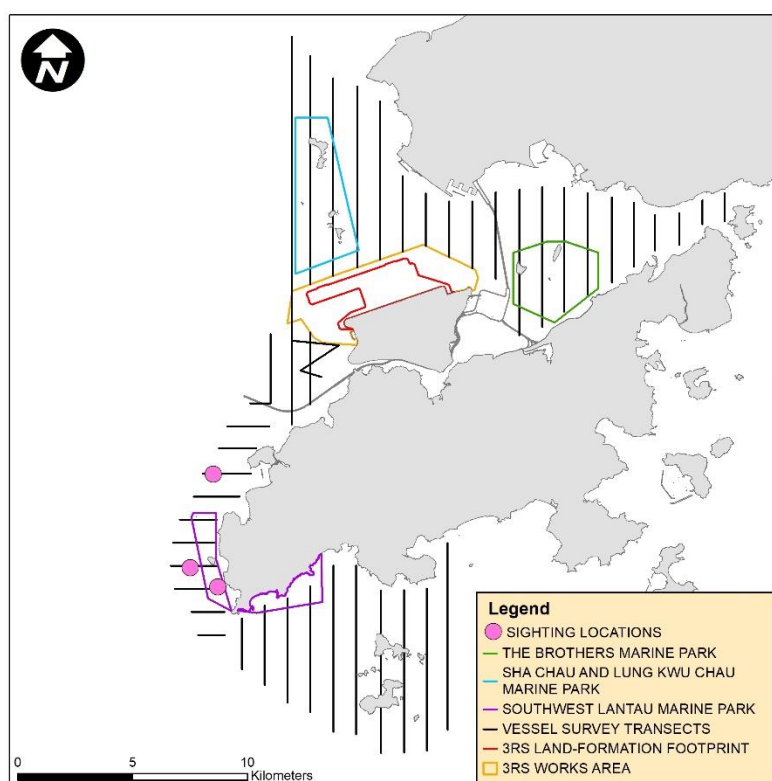 N
Legend
SIGHTING LOCATIONS
THE BROTHERS MARINE PARK
SHA CHAU AND LUNG KWU CHAU
MARINE PARK
SOUTHWEST LANTAU MARINE PARK
VESSEL SURVEY TRANSECTS
3RS LAND-FORMATION FOOTPRINT
3RS WORKS AREA
0 5 10
Kilometers